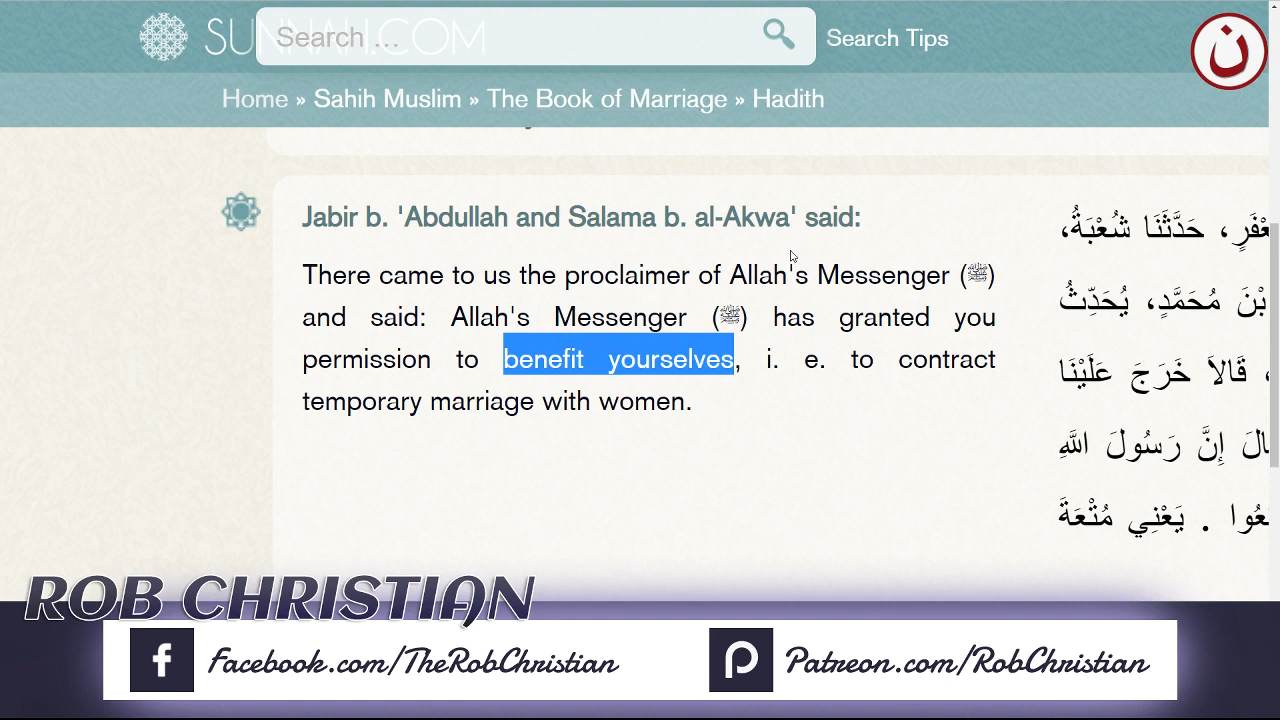 SUNNAH.COM
Search ...
Search Tips
ن
Home » Sahih Muslim » The Book of Marriage » Hadith
Jabir b. 'Abdullah and Salama b. al-Akwa' said:
There came to us the proclaimer of Allah's Messenger (ﷺ)
and said: Allah's Messenger (ﷺ) has granted you
permission to benefit yourselves, i. e. to contract
temporary marriage with women.
حَدَّثَنَا شُعْبَةُ،
بْنَ مُحَمَّدٍ، يُحَدِّثُ
قَالاَ خَرَجَ عَلَيْنَا
إِنَّ رَسُولَ اللَّهِ
. يَعْنِي مُتْعَةَ
ROB CHRISTIAN
f Facebook.com/TheRobChristian
Patreon.com/RobChristian